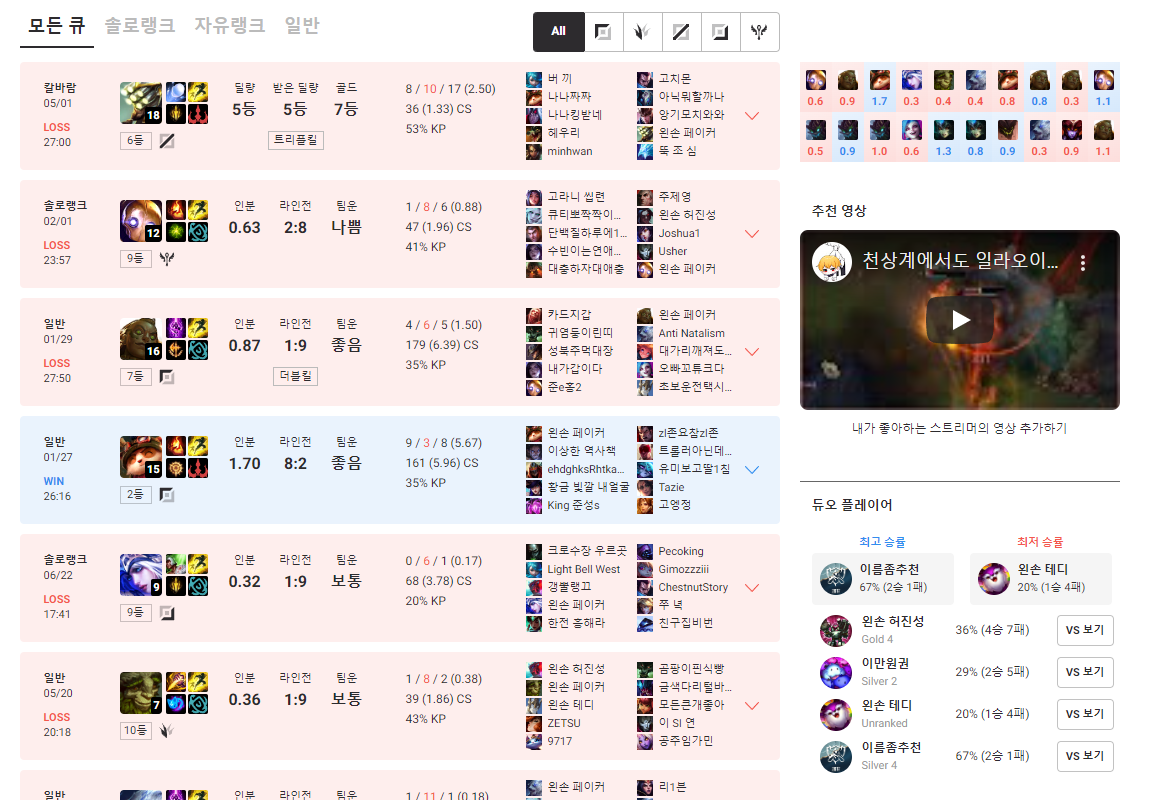 모든 큐 솔로랭크 자유랭크 일반
All
칼바람
05/01
LOSS
27:00
18
6등
딜량 받은 딜량 골드
5등 5등 7등
트리플킬
8 / 10 / 17 (2.50)
36 (1.33) CS
53% KP
버 끼 고치몬
나나짜짜 아닉뭐할까나
나나킹받네 앙기모치와와
헤우리 왼손 페이커
minhwan 뚝 조 심
솔로랭크
02/01
LOSS
23:57
12
9등
인분 라인전 팀운
0.63 2:8 나쁨
1 / 8 / 6 (0.88)
47 (1.96) CS
41% KP
고라니 씹련 주제영
큐티뽀짝짝이... 왼손 허진성
단백질하루에1... Joshua1
수빈이는연애... Usher
대충하자대애충 왼손 페이커
일반
01/29
LOSS
27:50
16
7등
인분 라인전 팀운
0.87 1:9 좋음
더블킬
4 / 6 / 5 (1.50)
179 (6.39) CS
35% KP
카드지갑 왼손 페이커
귀염둥이린띠 Anti Natalism
성북주먹대장 대가리깨져도...
내가갑이다 오빠꼬튜크다
준e홍2 초보운전택시...
일반
01/27
WIN
26:16
15
2등
인분 라인전 팀운
1.70 8:2 좋음
9 / 3 / 8 (5.67)
161 (5.96) CS
35% KP
왼손 페이커 zl존요참zl존
이상한 역사책 트롤러아닌데...
ehdghksRhtka... 유미보고딸1침
황금 빛깔 내얼굴 Tazie
King 준성s 고영정
솔로랭크
06/22
LOSS
17:41
9
9등
인분 라인전 팀운
0.32 1:9 보통
0 / 6 / 1 (0.17)
68 (3.78) CS
20% KP
크로수장 우르곳 Pecoking
Light Bell West Gimozzziii
갱뿔랭끄 ChestnutStory
왼손 페이커 쭈 녁
한전 홍해라 친구집비번
일반
05/20
LOSS
20:18
7
10등
인분 라인전 팀운
0.36 1:9 보통
1 / 8 / 2 (0.38)
39 (1.86) CS
43% KP
왼손 허진성 곰팡이핀식빵
왼손 페이커 금색다리털바...
왼손 테디 모든큰개좋아
ZETSU 이 SI 연
9717 공주임가민
일반 인분 라인전 팀운
1 / 11 / 1 (0.18)
왼손 페이커 리1븐
0.6 0.9 1.7 0.3 0.4 0.4 0.8 0.8 0.3 1.1
0.5 0.9 1.0 0.6 1.3 0.8 0.9 0.3 0.9 1.1
추천 영상
천상계에서도 일라오이...
내가 좋아하는 스트리머의 영상 추가하기
듀오 플레이어
최고 승률 최저 승률
이름좀추천 왼손 테디
67% (2승 1패) 20% (1승 4패)
왼손 허진성
Gold 4
36% (4승 7패)
VS 보기
이만원권
Silver 2
29% (2승 5패)
VS 보기
왼손 테디
Unranked
20% (1승 4패)
VS 보기
이름좀추천
Silver 4
67% (2승 1패)
VS 보기